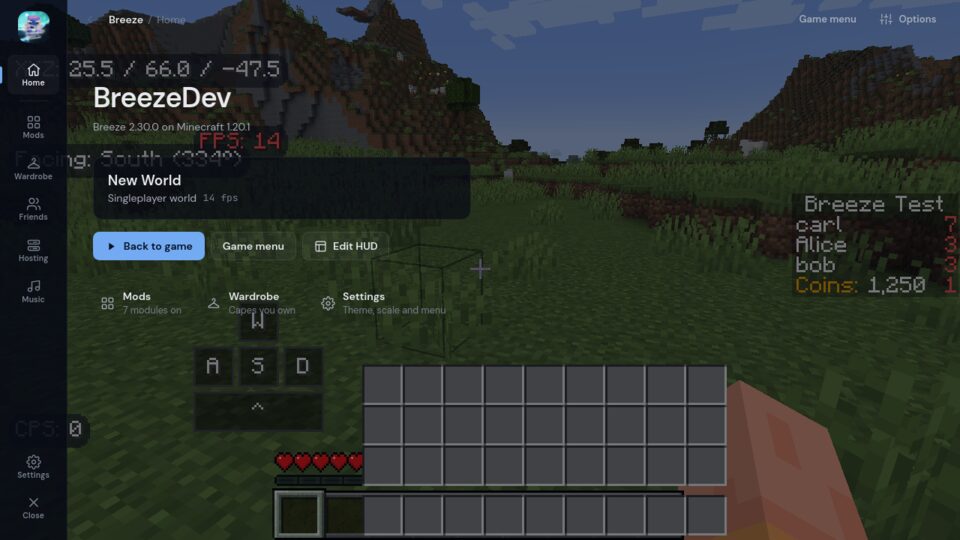 Breeze / Home
Game menu
Options
25.5 / 66.0 / -47.5
Home
BreezeDev
Breeze 2.30.0 on Minecraft 1.20.1
FPS: 14
Mods
Facing: South (334°)
Wardrobe
New World
Singleplayer world 14 fps
Friends
Breeze Test
carl 7
Alice 3
bob 3
Coins: 1,250 1
Hosting
Back to game
Game menu
Edit HUD
Music
Mods
7 modules on
Wardrobe
Capes you own
Settings
Theme, scale and menu
W
A S D
^
CPS: 0
Settings
Close